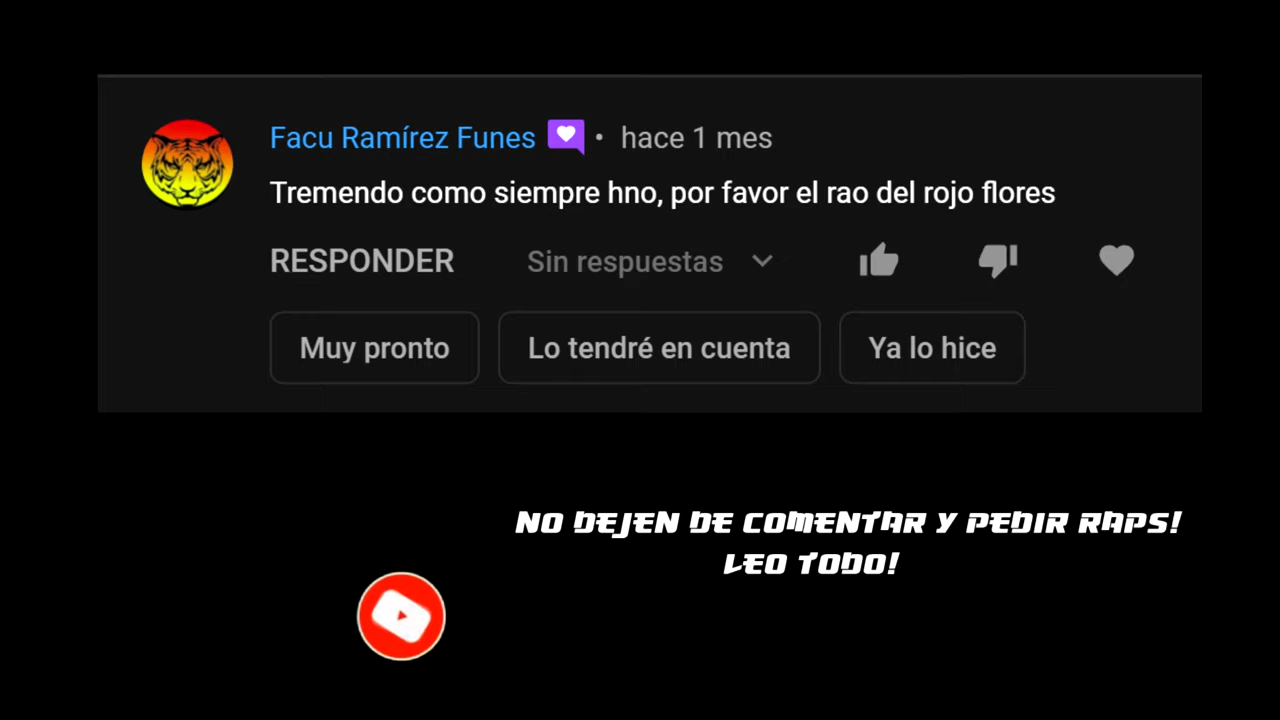 Facu Ramírez Funes • hace 1 mes
Tremendo como siempre hno, por favor el rao del rojo flores
RESPONDER Sin respuestas
Muy pronto Lo tendré en cuenta Ya lo hice
NO DEJEN DE COMENTAR Y PEDIR RAPS!
LEO TODO!